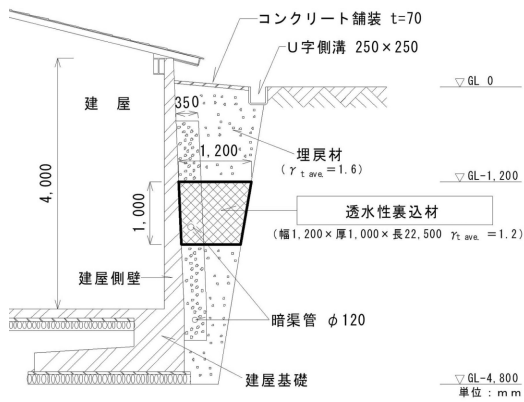 コンクリート舗装 t=70
U字側溝 250×250
GL 0
建 屋
350
埋戻材
(γt ave.=1.6)
1,200
GL-1,200
4,000
1,000
透水性裏込材
(幅1,200×厚1,000×長22,500 γt ave.=1.2)
建屋側壁
暗渠管 φ120
建屋基礎
GL-4,800
単位:mm